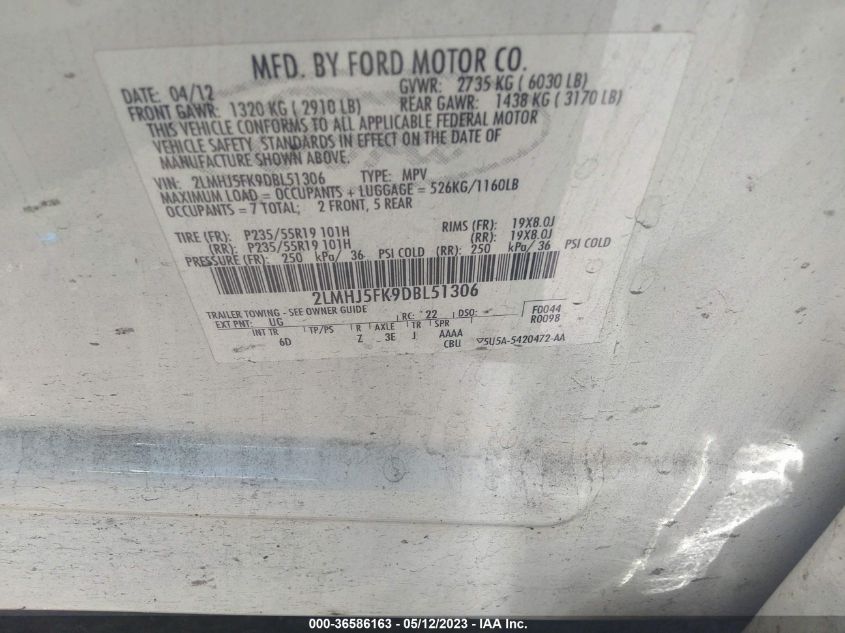 MFD. BY FORD MOTOR CO.
DATE: 04/12 GVWR: 2735 KG ( 6030 LB)
FRONT GAWR: 1320 KG ( 2910 LB) REAR GAWR: 1438 KG ( 3170 LB)
THIS VEHICLE CONFORMS TO ALL APPLICABLE FEDERAL MOTOR
VEHICLE SAFETY STANDARDS IN EFFECT ON THE DATE OF
MANUFACTURE SHOWN ABOVE.
VIN: 2LMHJ5FK9DBL51306 TYPE: MPV
MAXIMUM LOAD = OCCUPANTS + LUGGAGE = 526KG/1160LB
OCCUPANTS = 7 TOTAL; 2 FRONT, 5 REAR
TIRE (FR): P235/55R19 101H RIMS (FR): 19X8.0J
(RR): P235/55R19 101H (RR): 19X8.0J
PRESSURE (FR): 250 kPa/ 36 PSI COLD (RR): 250 kPa/ 36 PSI COLD
2LMHJ5FK9DBL51306
TRAILER TOWING - SEE OWNER GUIDE
EXT PNT: UG RC: 22 DSO: F0044
R0098
INT TR TP/PS R AXLE TR SPR
6D Z 3E J AAAA
CBU 5U5A-5420472-AA
000-36586163 - 05/12/2023 - IAA Inc.